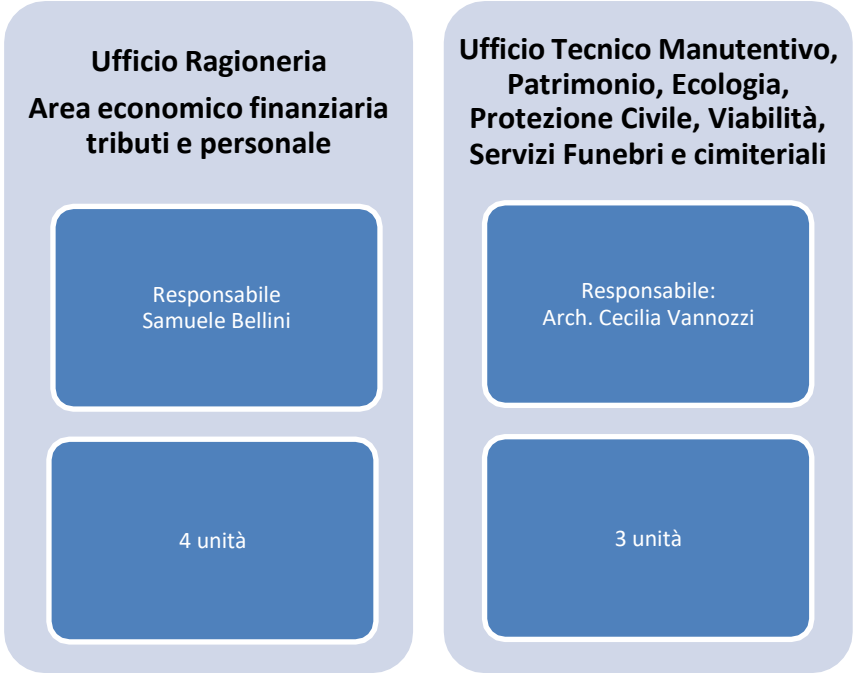 Ufficio Ragioneria
Area economico finanziaria
tributi e personale
Responsabile
Samuele Bellini
4 unità
Ufficio Tecnico Manutentivo,
Patrimonio, Ecologia,
Protezione Civile, Viabilità,
Servizi Funebri e cimiteriali
Responsabile:
Arch. Cecilia Vannozzi
3 unità